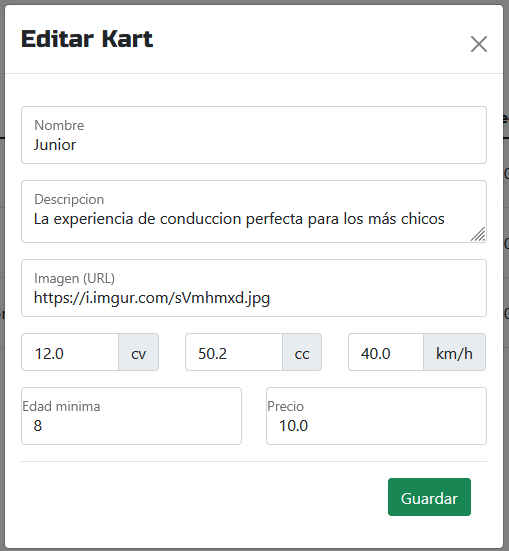 Editar Kart
Nombre
Junior
Descripcion
La experiencia de conduccion perfecta para los más chicos
Imagen (URL)
https://i.imgur.com/sVmhmxd.jpg
12.0 cv 50.2 cc 40.0 km/h
Edad minima Precio
8 10.0
Guardar